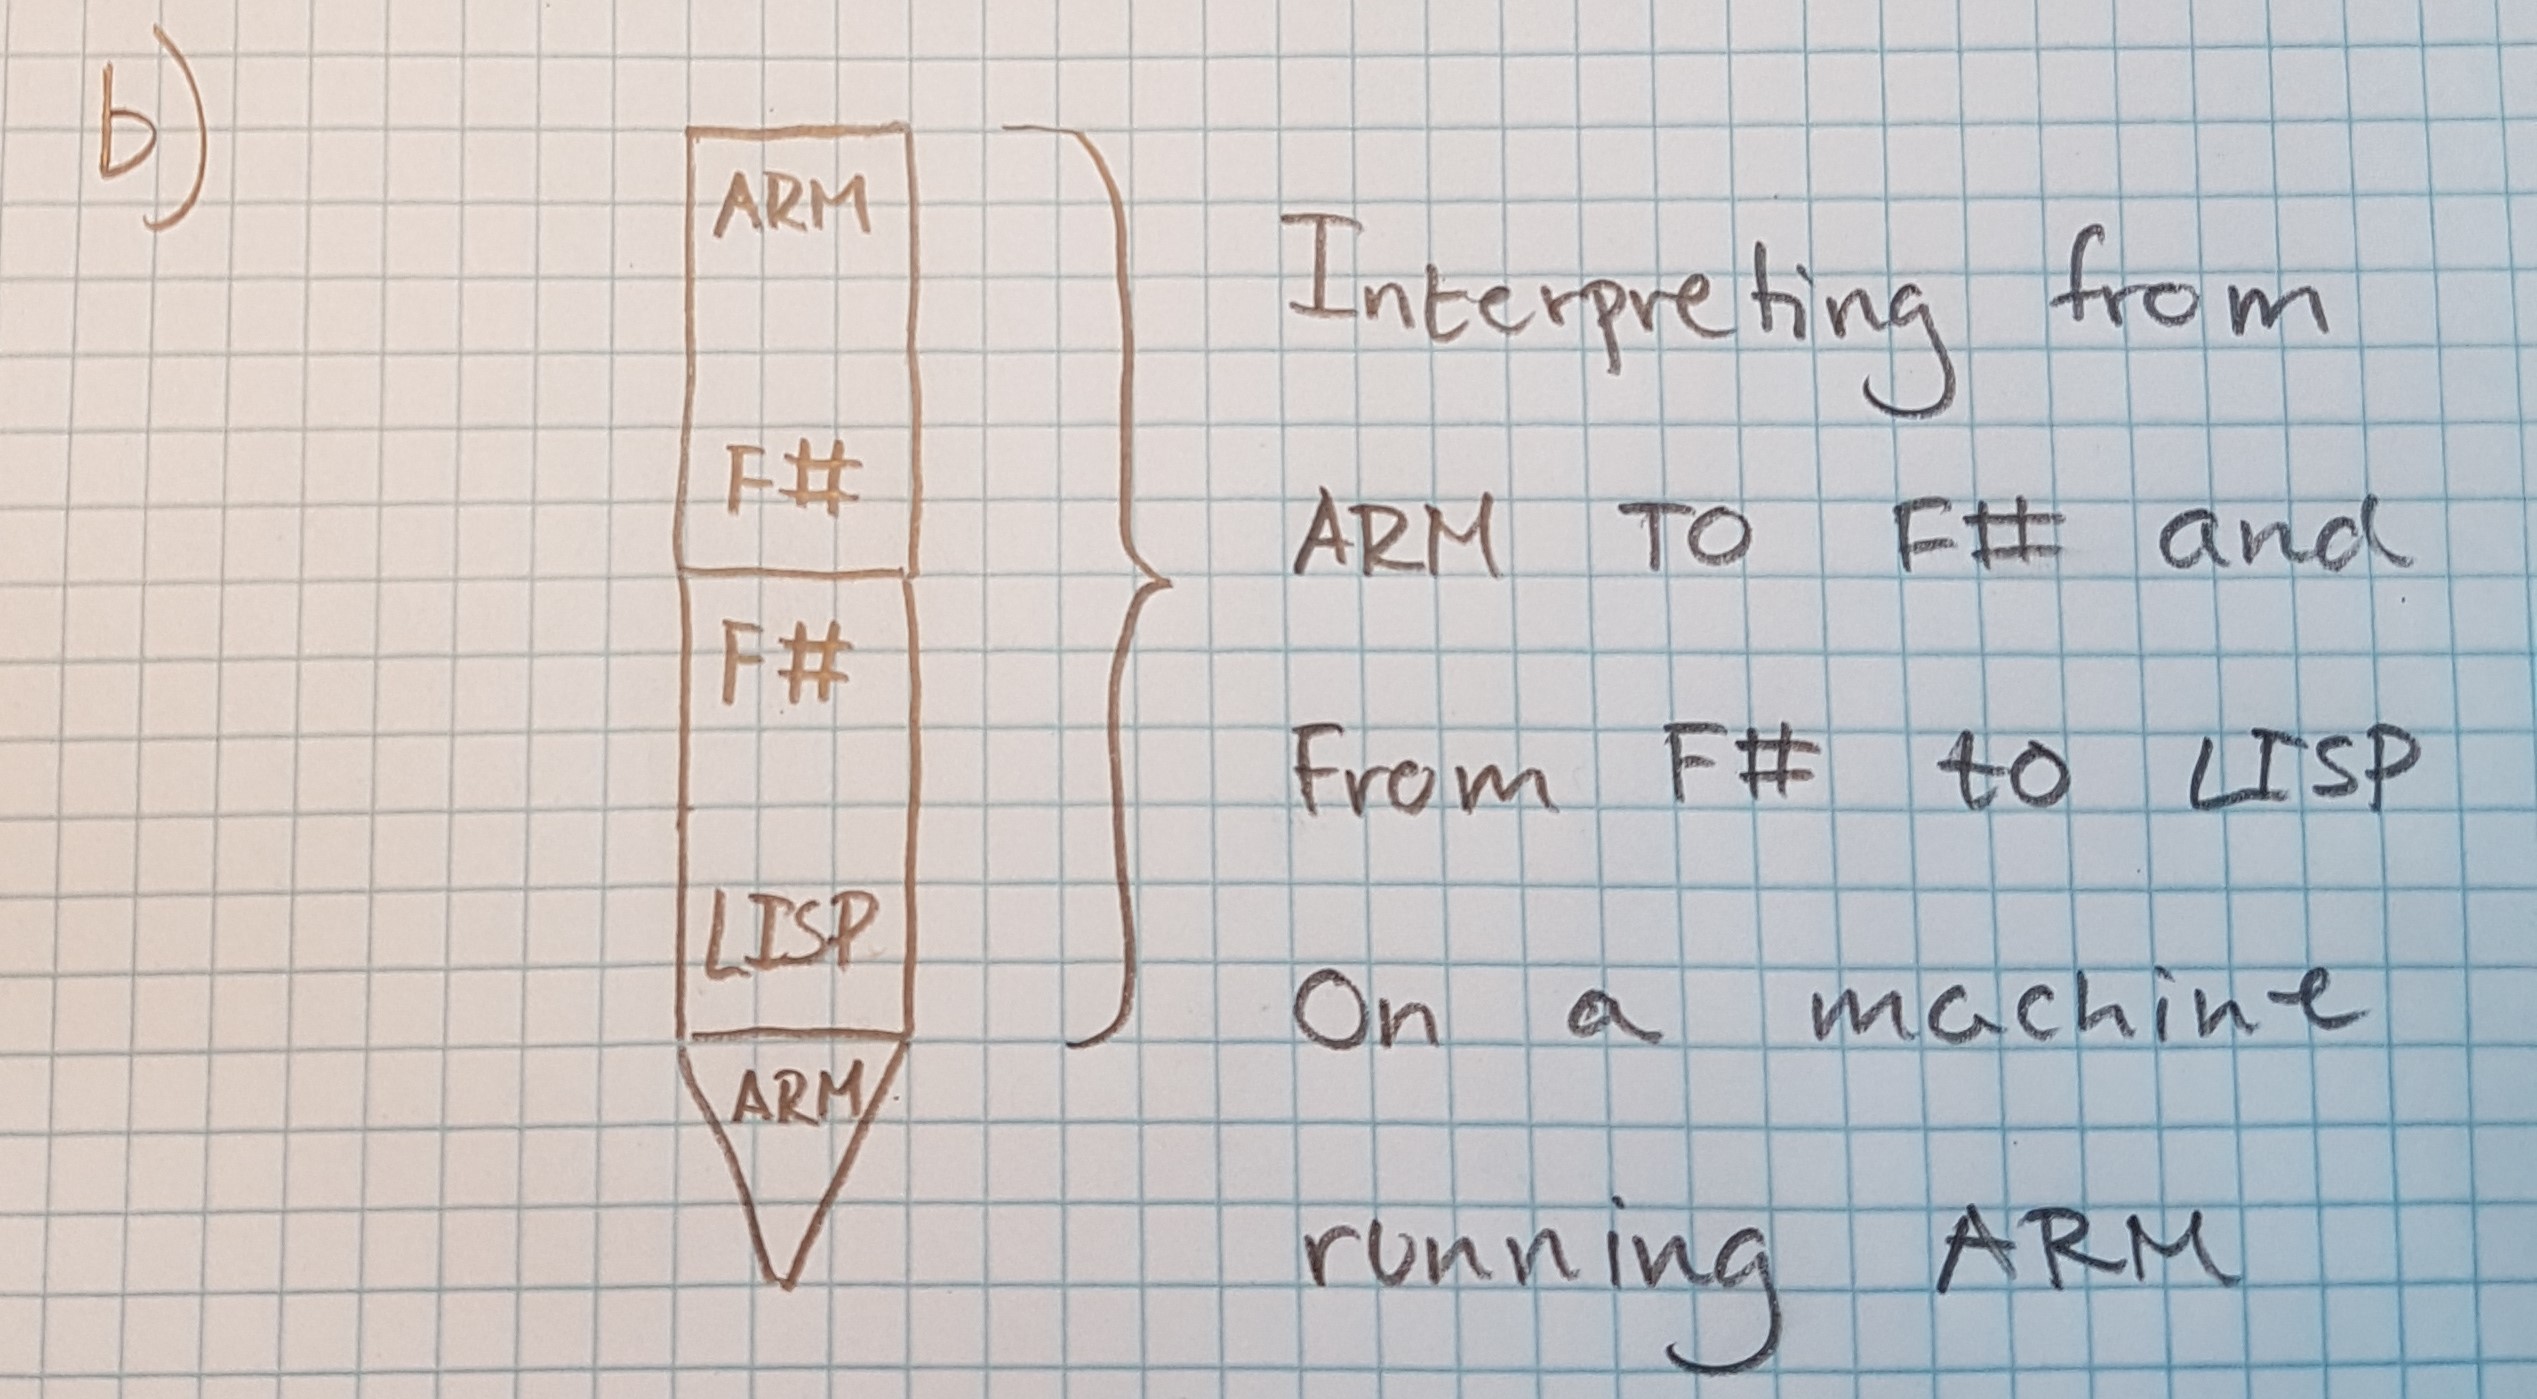 b)
ARM
F#
F#
LISP
ARM
Interpreting from
ARM TO F# and
From F# to LISP
On a machine
running ARM